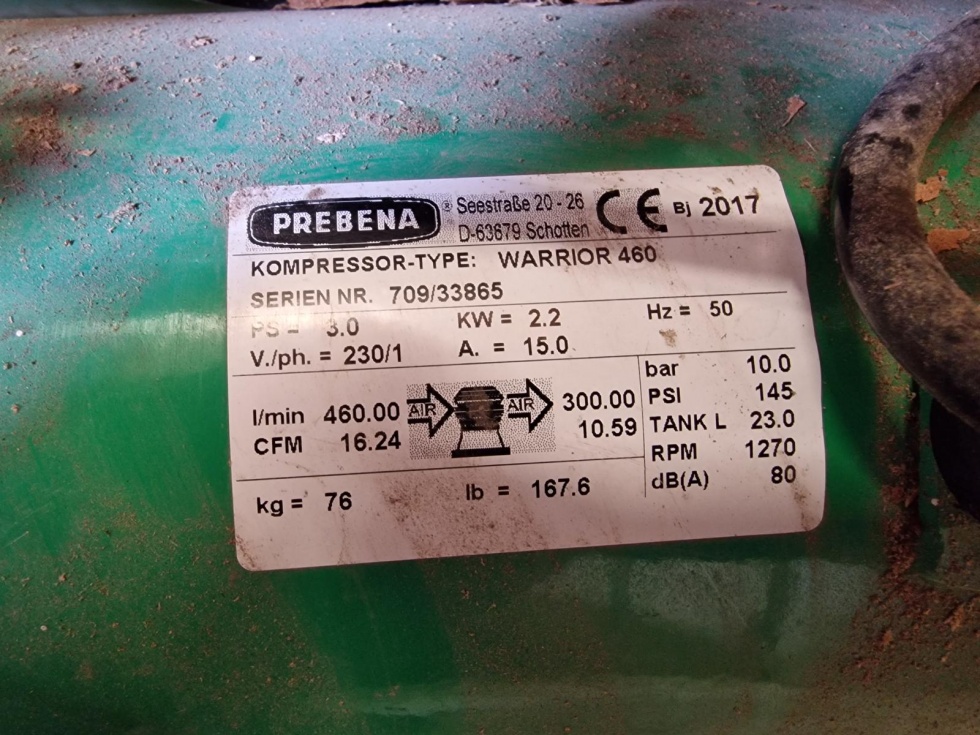 PREBENA ® Seestraße 20 - 26 CE Bj 2017
D-63679 Schotten
KOMPRESSOR-TYPE: WARRIOR 460
SERIEN NR. 709/33865
PS = 3.0 KW = 2.2 Hz = 50
V./ph. = 230/1 A. = 15.0
l/min 460.00 AIR AIR 300.00
CFM 16.24 10.59
bar 10.0
PSI 145
TANK L 23.0
RPM 1270
dB(A) 80
kg = 76 lb = 167.6